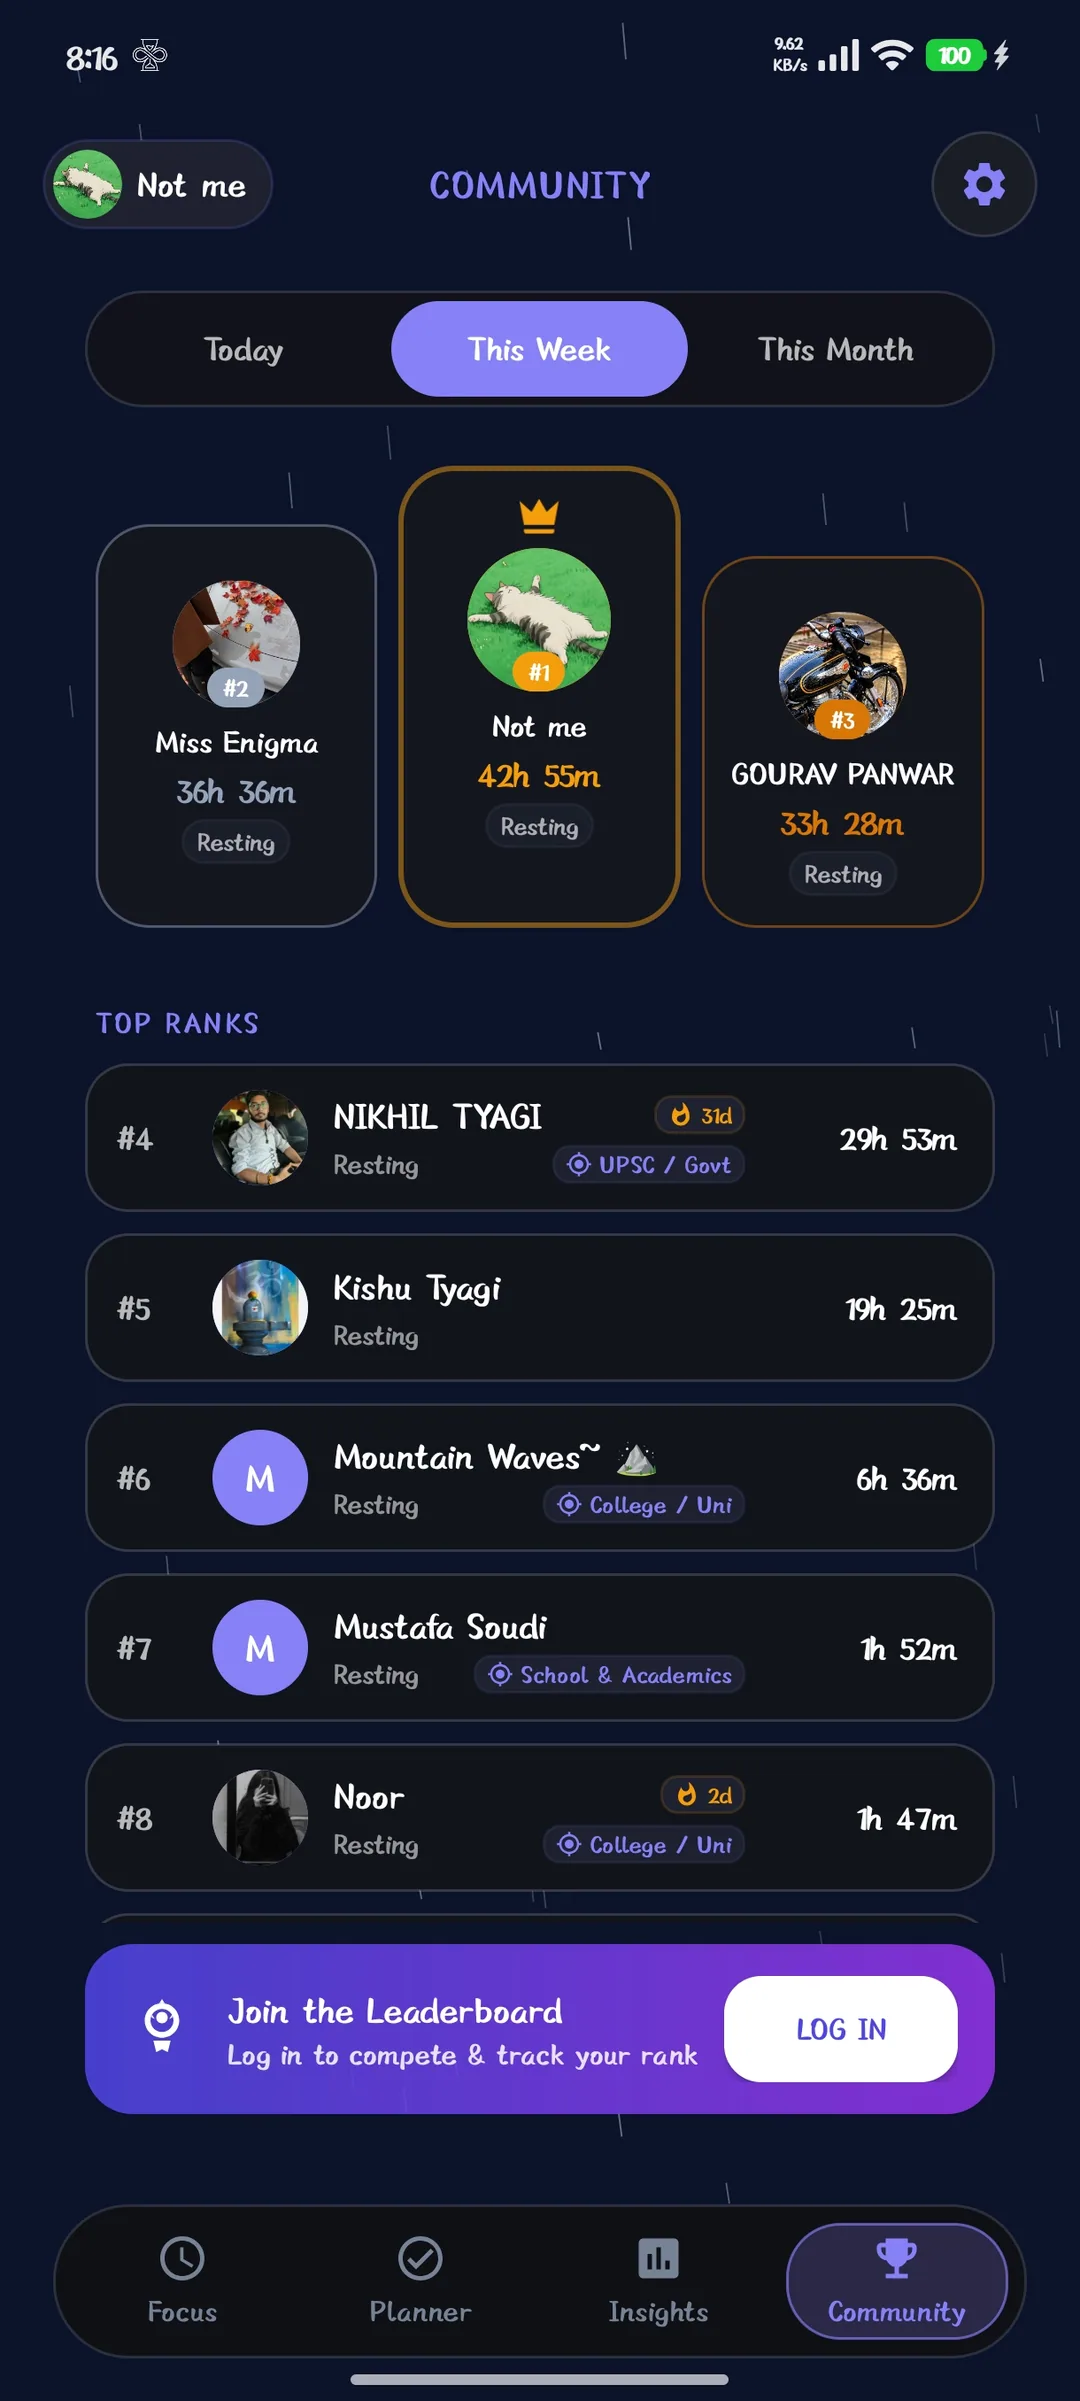 8:16
9.62
KB/s
100
Not me
COMMUNITY
Today
This Week
This Month
#2
Miss Enigma
36h 36m
Resting
#1
Not me
42h 55m
Resting
#3
GOURAV PANWAR
33h 28m
Resting
TOP RANKS
#4
NIKHIL TYAGI
31d
Resting
UPSC / Govt
29h 53m
#5
Kishu Tyagi
Resting
19h 25m
#6
M
Mountain Waves~ ⛰️
Resting
College / Uni
6h 36m
#7
M
Mustafa Soudi
Resting
School & Academics
1h 52m
#8
Noor
2d
Resting
College / Uni
1h 47m
Join the Leaderboard
Log in to compete & track your rank
LOG IN
Focus
Planner
Insights
Community